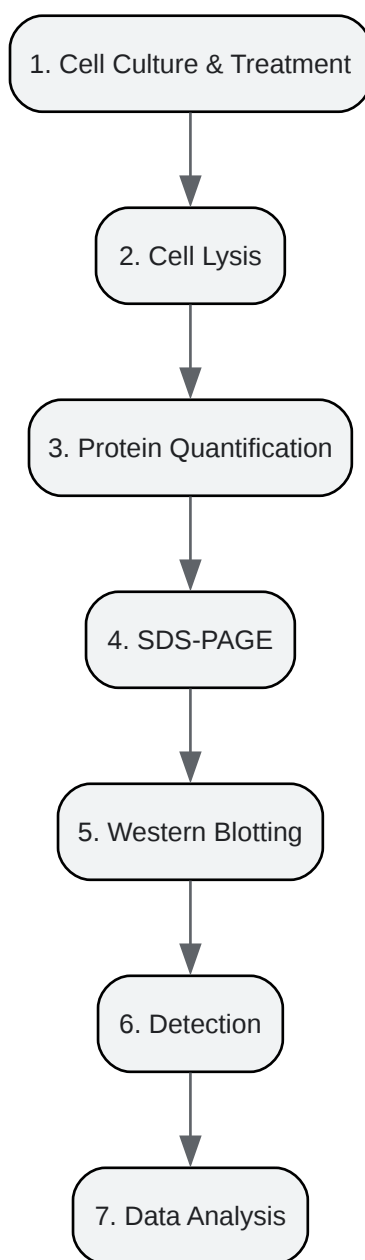 1. Cell Culture & Treatment
2. Cell Lysis
3. Protein Quantification
4. SDS-PAGE
5. Western Blotting
6. Detection
7. Data Analysis